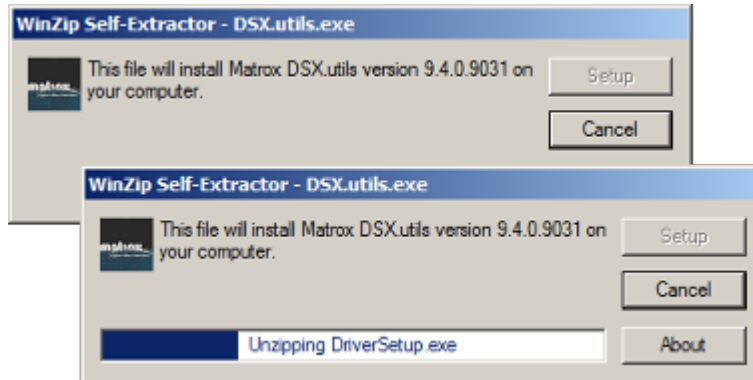 WinZip Self-Extractor - DSX.utils.exe
matrox
This file will install Matrox DSX.utils version 9.4.0.9031 on
your computer.
Setup
Cancel
WinZip Self-Extractor - DSX.utils.exe
matrox
This file will install Matrox DSX.utils version 9.4.0.9031 on
your computer.
Setup
Cancel
Unzipping DriverSetup.exe
About